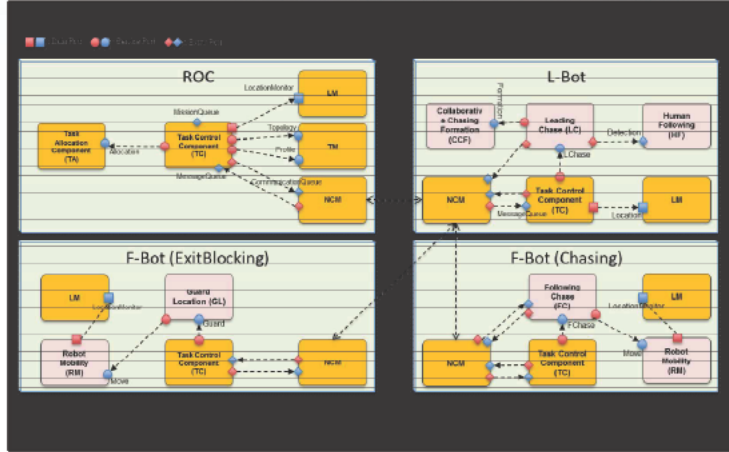 ROC
LocationMonitor
LM
MissionQueue
Task
Allocation
Component
(TA)
Allocation
Task Control
Component
(TC)
Topology
Profile
TM
MessageQueue
CommunicationQueue
NCM
L-Bot
Collaborativ
e Chasing
Formation
(CCF)
Formation
Leading
Chase (LC)
Detection
Human
Following
(HF)
LChase
NCM
MessageQueue
Task Control
Component
(TC)
Location
LM
F-Bot (ExitBlocking)
LM
LocationMonitor
Guard
Location (GL)
Guard
Robot
Mobility
(RM)
Move
Task Control
Component
(TC)
NCM
F-Bot (Chasing)
Following
Chase
(FC)
LocationMonitor
LM
FChase
NCM
Task Control
Component
(TC)
Move
Robot
Mobility
(RM)